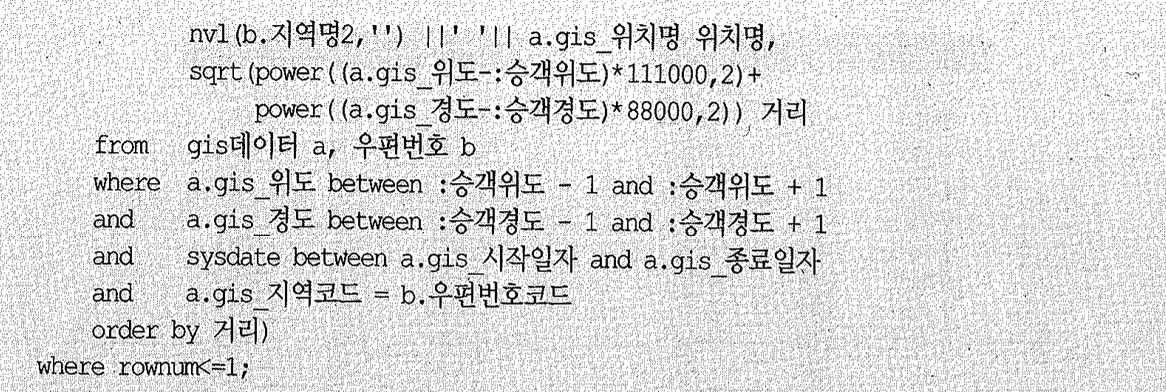 nvl(b.지역명2,'') ||' '|| a.gis_위치명 위치명,
sqrt(power((a.gis_위도-:승객위도)*111000,2)+
power((a.gis_경도-:승객경도)*88000,2)) 거리
from gis데이터 a, 우편번호 b
where a.gis_위도 between :승객위도 - 1 and :승객위도 + 1
and a.gis_경도 between :승객경도 - 1 and :승객경도 + 1
and sysdate between a.gis_시작일자 and a.gis_종료일자
and a.gis_지역코드 = b.우편번호코드
order by 거리)
where rownum<=1;